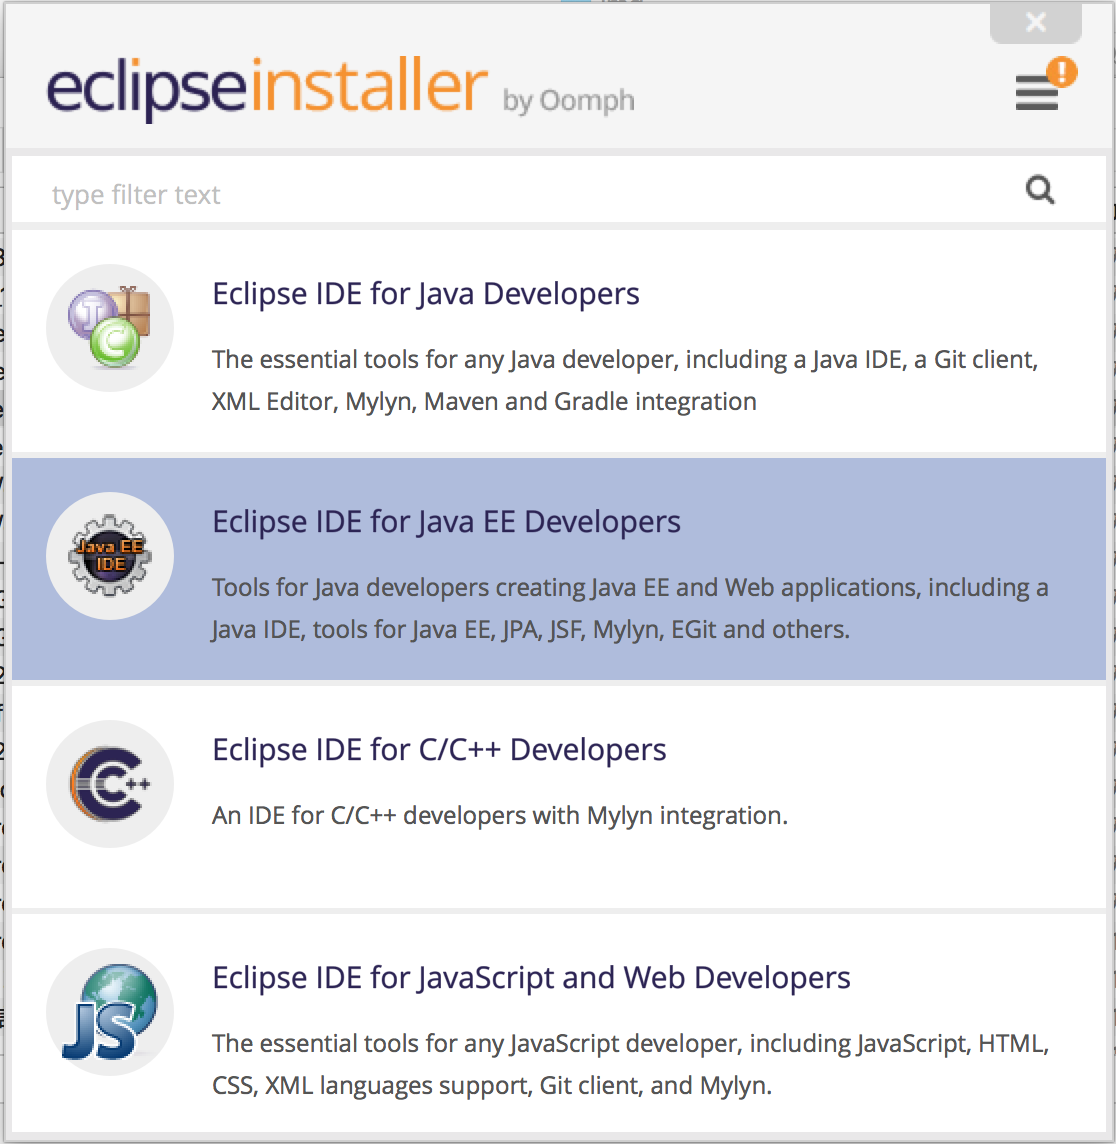 eclipseinstaller by Oomph
type filter text
Eclipse IDE for Java Developers
The essential tools for any Java developer, including a Java IDE, a Git client,
XML Editor, Mylyn, Maven and Gradle integration
Java EE
IDE
Eclipse IDE for Java EE Developers
Tools for Java developers creating Java EE and Web applications, including a
Java IDE, tools for Java EE, JPA, JSF, Mylyn, EGit and others.
C++
Eclipse IDE for C/C++ Developers
An IDE for C/C++ developers with Mylyn integration.
JS
Eclipse IDE for JavaScript and Web Developers
The essential tools for any JavaScript developer, including JavaScript, HTML,
CSS, XML languages support, Git client, and Mylyn.